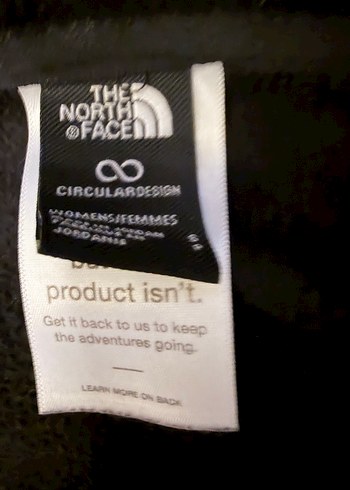 THE
NORTH
FACE
CIRCULARDESIGN
WOMENS/FEMMES
JORDANIE
product isn't.
Get it back to us to keep
the adventures going.
LEARN MORE ON BACK